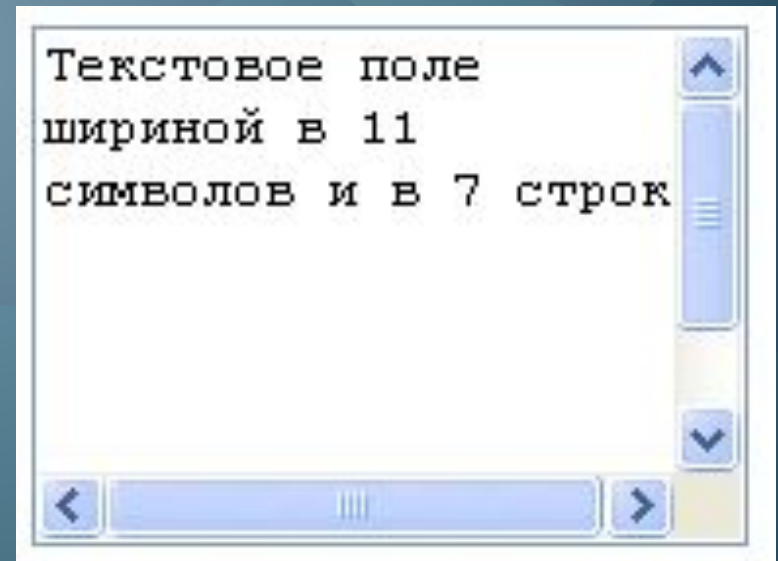 Текстовое поле
шириной в 11
символов и в 7 строк